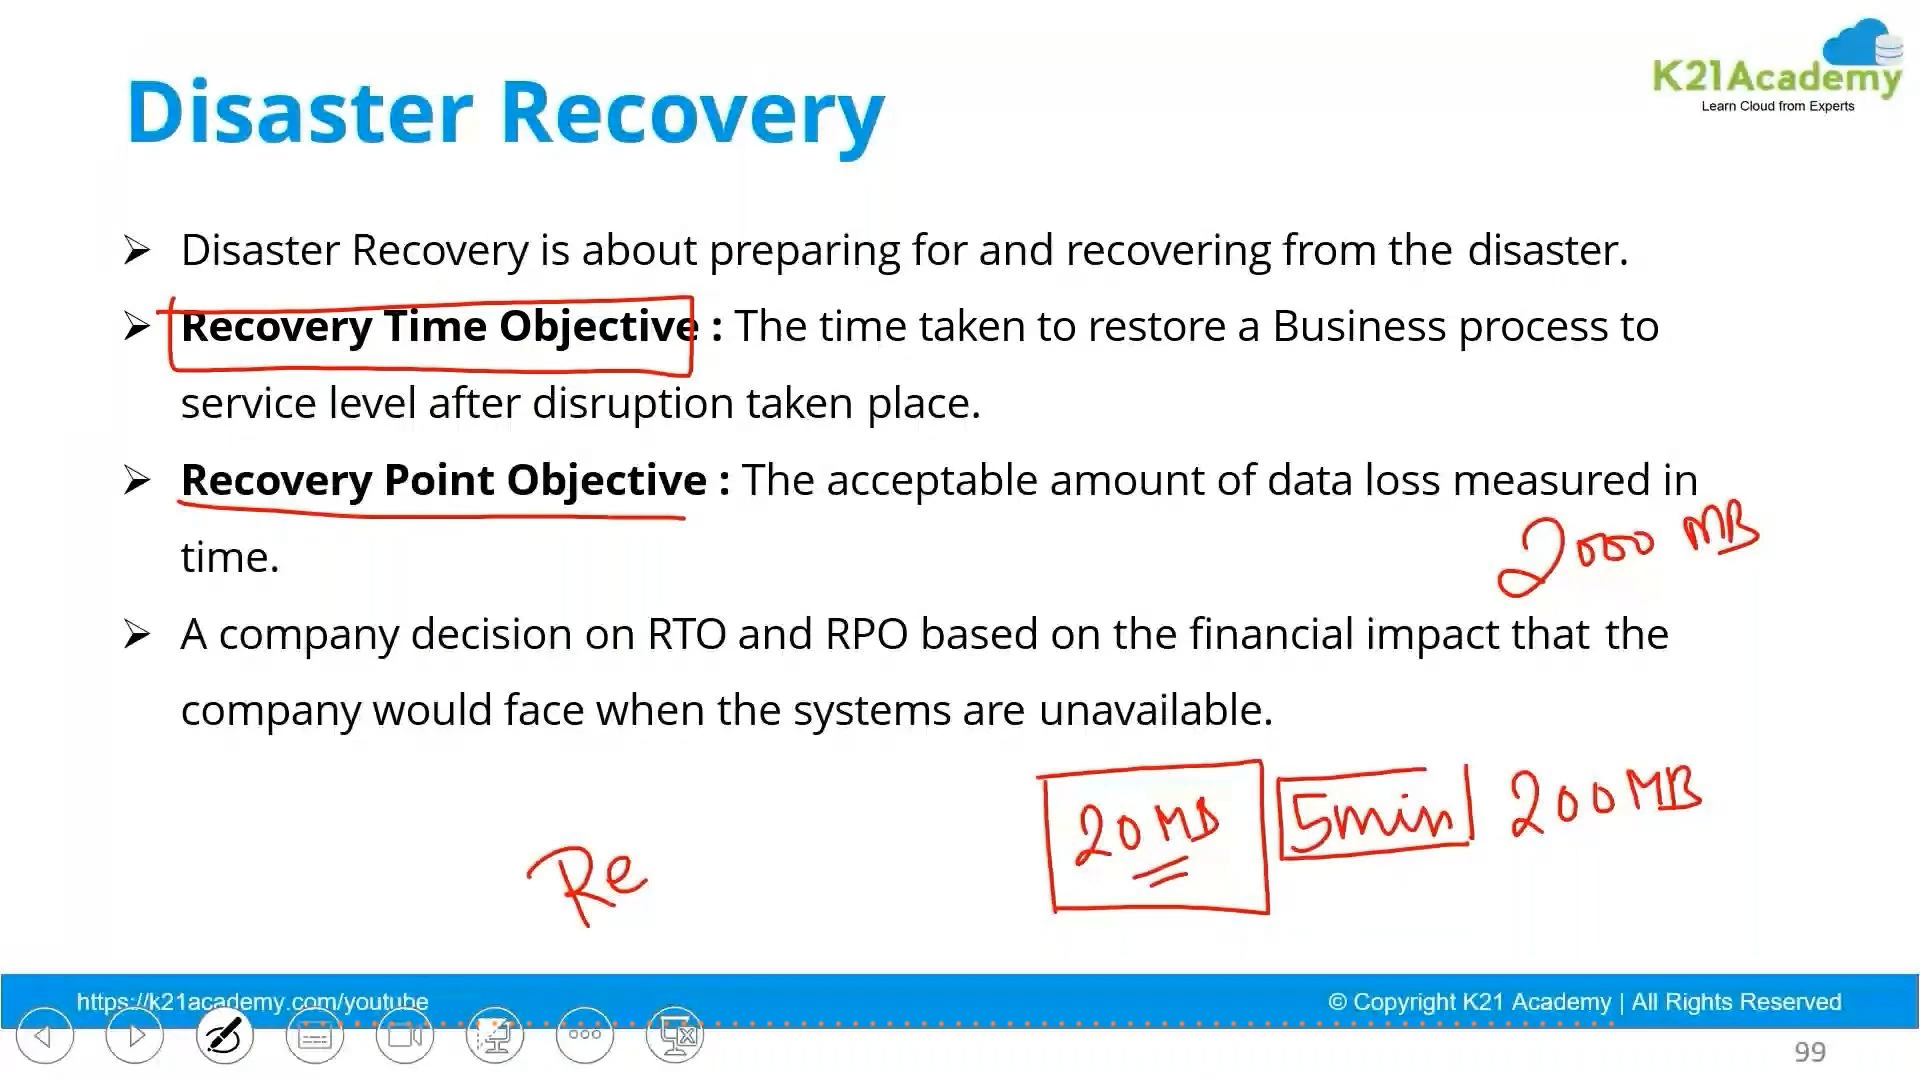 K21Academy
Learn Cloud from Experts
Disaster Recovery
Disaster Recovery is about preparing for and recovering from the disaster.
Recovery Time Objective : The time taken to restore a Business process to
service level after disruption taken place.
Recovery Point Objective : The acceptable amount of data loss measured in
time.
2000 MB
A company decision on RTO and RPO based on the financial impact that the
company would face when the systems are unavailable.
20 MB 5min 200MB
Re
https://k21academy.com/youtube
© Copyright K21 Academy | All Rights Reserved
99